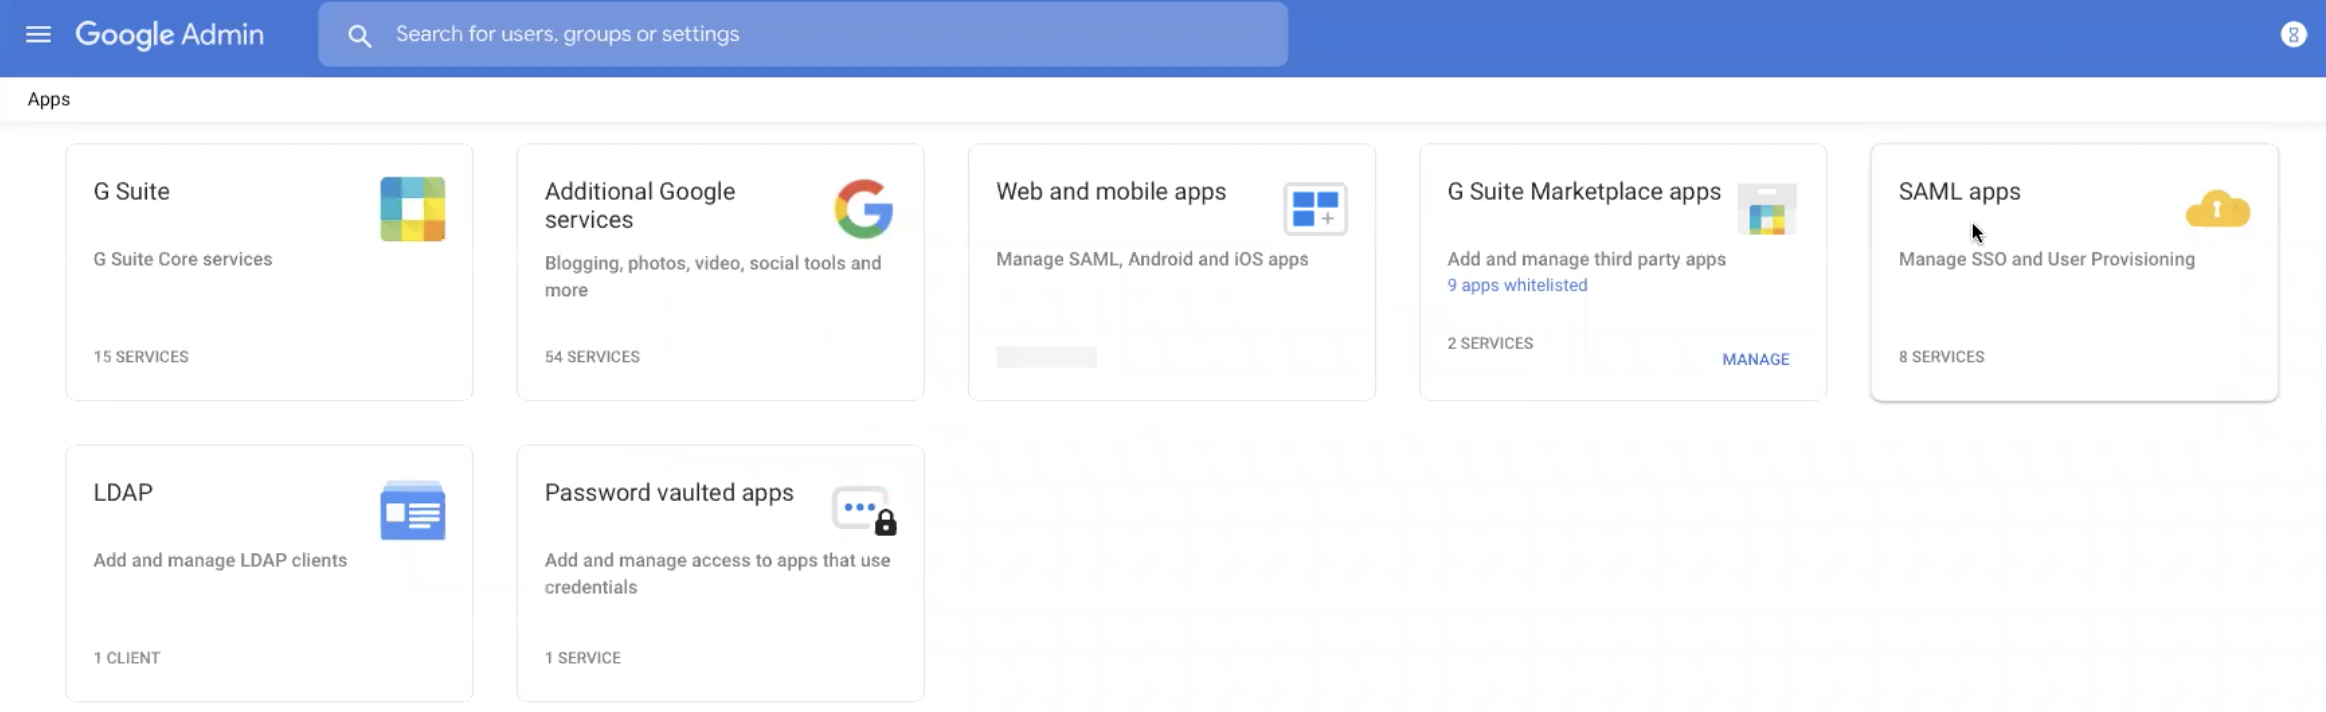 Google Admin
Search for users, groups or settings
Apps
G Suite
G Suite Core services
15 SERVICES
Additional Google
services
Blogging, photos, video, social tools and
more
54 SERVICES
Web and mobile apps
Manage SAML, Android and iOS apps
G Suite Marketplace apps
Add and manage third party apps
9 apps whitelisted
2 SERVICES
MANAGE
SAML apps
Manage SSO and User Provisioning
8 SERVICES
LDAP
Add and manage LDAP clients
1 CLIENT
Password vaulted apps
Add and manage access to apps that use
credentials
1 SERVICE